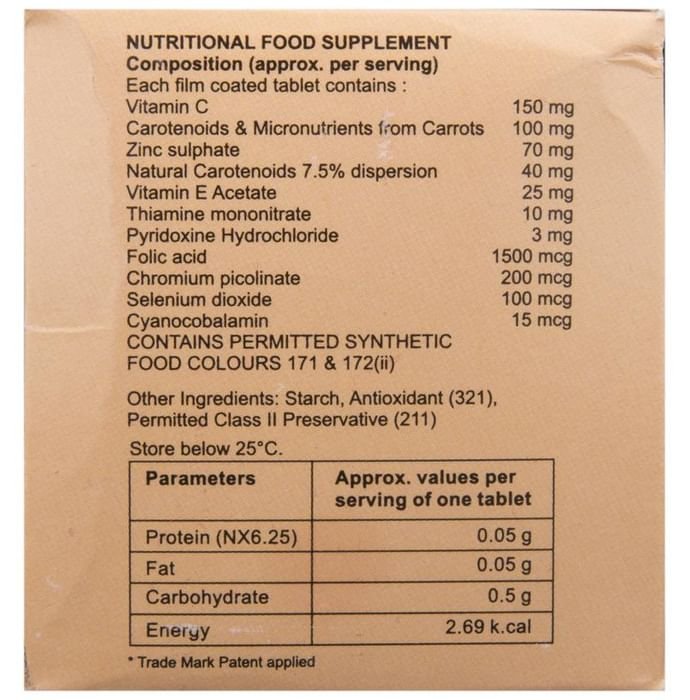 NUTRITIONAL FOOD SUPPLEMENT
Composition (approx. per serving)
Each film coated tablet contains :
Vitamin C 150 mg
Carotenoids & Micronutrients from Carrots 100 mg
Zinc sulphate 70 mg
Natural Carotenoids 7.5% dispersion 40 mg
Vitamin E Acetate 25 mg
Thiamine mononitrate 10 mg
Pyridoxine Hydrochloride 3 mg
Folic acid 1500 mcg
Chromium picolinate 200 mcg
Selenium dioxide 100 mcg
Cyanocobalamin 15 mcg
CONTAINS PERMITTED SYNTHETIC
FOOD COLOURS 171 & 172(ii)
Other Ingredients: Starch, Antioxidant (321),
Permitted Class II Preservative (211)
Store below 25°C.
Parameters Approx. values per
serving of one tablet
Protein (NX6.25) 0.05 g
Fat 0.05 g
Carbohydrate 0.5 g
Energy 2.69 k.cal
* Trade Mark Patent applied